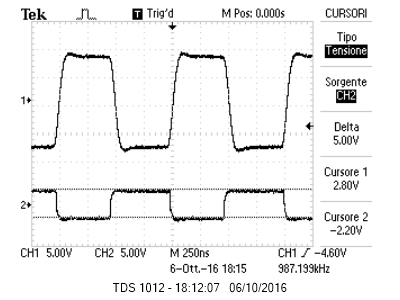 Tek T Trig'd M Pos: 0.000s CURSORI
Tipo
Tensione
Sorgente
CH2
1
Delta
5.00V
Cursore 1
2.80V
2
Cursore 2
-2.20V
CH1 5.00V CH2 5.00V M 250ns CH1 -4.60V
6-Ott.-16 18:15 987.199kHz
TDS 1012 - 18:12:07 06/10/2016